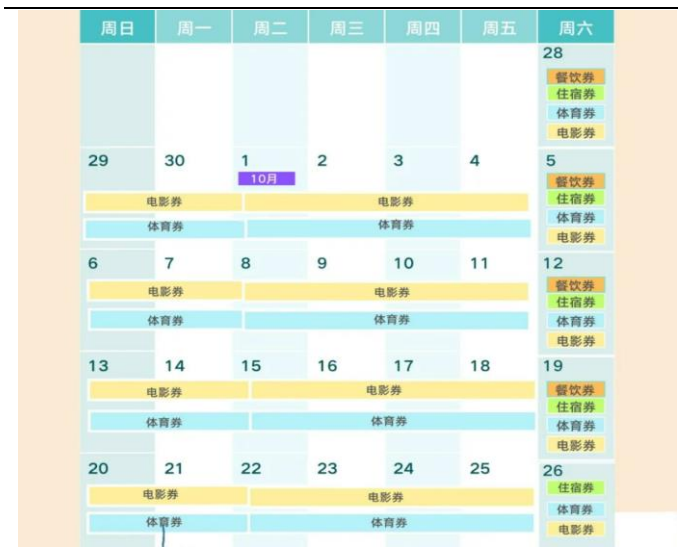 周日 周一 周二 周三 周四 周五 周六
28
餐饮券
住宿券
体育券
电影券
29 30 1 2 3 4 5
10月
餐饮券
电影券 电影券 住宿券
体育券 体育券 体育券
电影券
6 7 8 9 10 11 12
电影券 电影券 餐饮券
住宿券
体育券 体育券 体育券
电影券
13 14 15 16 17 18 19
电影券 电影券 餐饮券
住宿券
体育券 体育券 体育券
电影券
20 21 22 23 24 25 26
住宿券
电影券 电影券
体育券
体育券 体育券 电影券